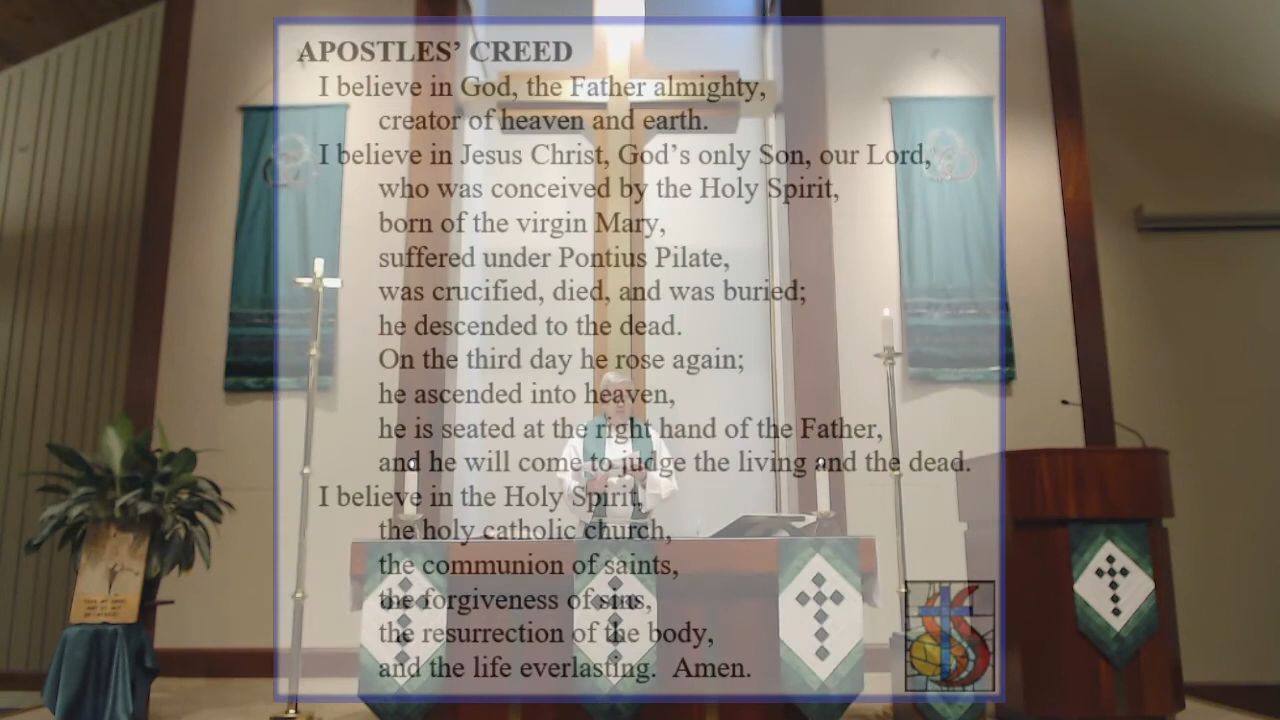 APOSTLES’ CREED
I believe in God, the Father almighty,
creator of heaven and earth.
I believe in Jesus Christ, God’s only Son, our Lord,
who was conceived by the Holy Spirit,
born of the virgin Mary,
suffered under Pontius Pilate,
was crucified, died, and was buried;
he descended to the dead.
On the third day he rose again;
he ascended into heaven,
he is seated at the right hand of the Father,
and he will come to judge the living and the dead.
I believe in the Holy Spirit,
the holy catholic church,
the communion of saints,
the forgiveness of sins,
the resurrection of the body,
and the life everlasting. Amen.